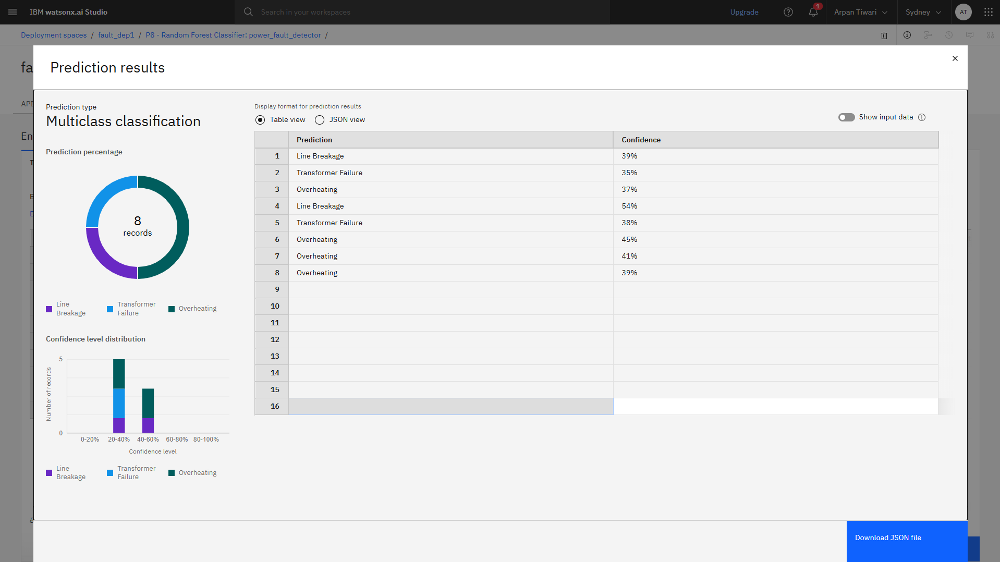 IBM watsonx.ai Studio
Search in your workspaces
Upgrade
1
Arpan Tiwari
Sydney
AT
Deployment spaces / fault_dep1 / P8 - Random Forest Classifier: power_fault_detector /
fa
Prediction results
API
En
T
E
D
Prediction type
Multiclass classification
Prediction percentage
8
records
Line Breakage
Transformer Failure
Overheating
Confidence level distribution
Number of records
5
0
0-20% 20-40% 40-60% 60-80% 80-100%
Confidence level
Line Breakage
Transformer Failure
Overheating
Display format for prediction results
Table view JSON view
Show input data
Prediction Confidence
1 Line Breakage 39%
2 Transformer Failure 35%
3 Overheating 37%
4 Line Breakage 54%
5 Transformer Failure 38%
6 Overheating 45%
7 Overheating 41%
8 Overheating 39%
9
10
11
12
13
14
15
16
Download JSON file